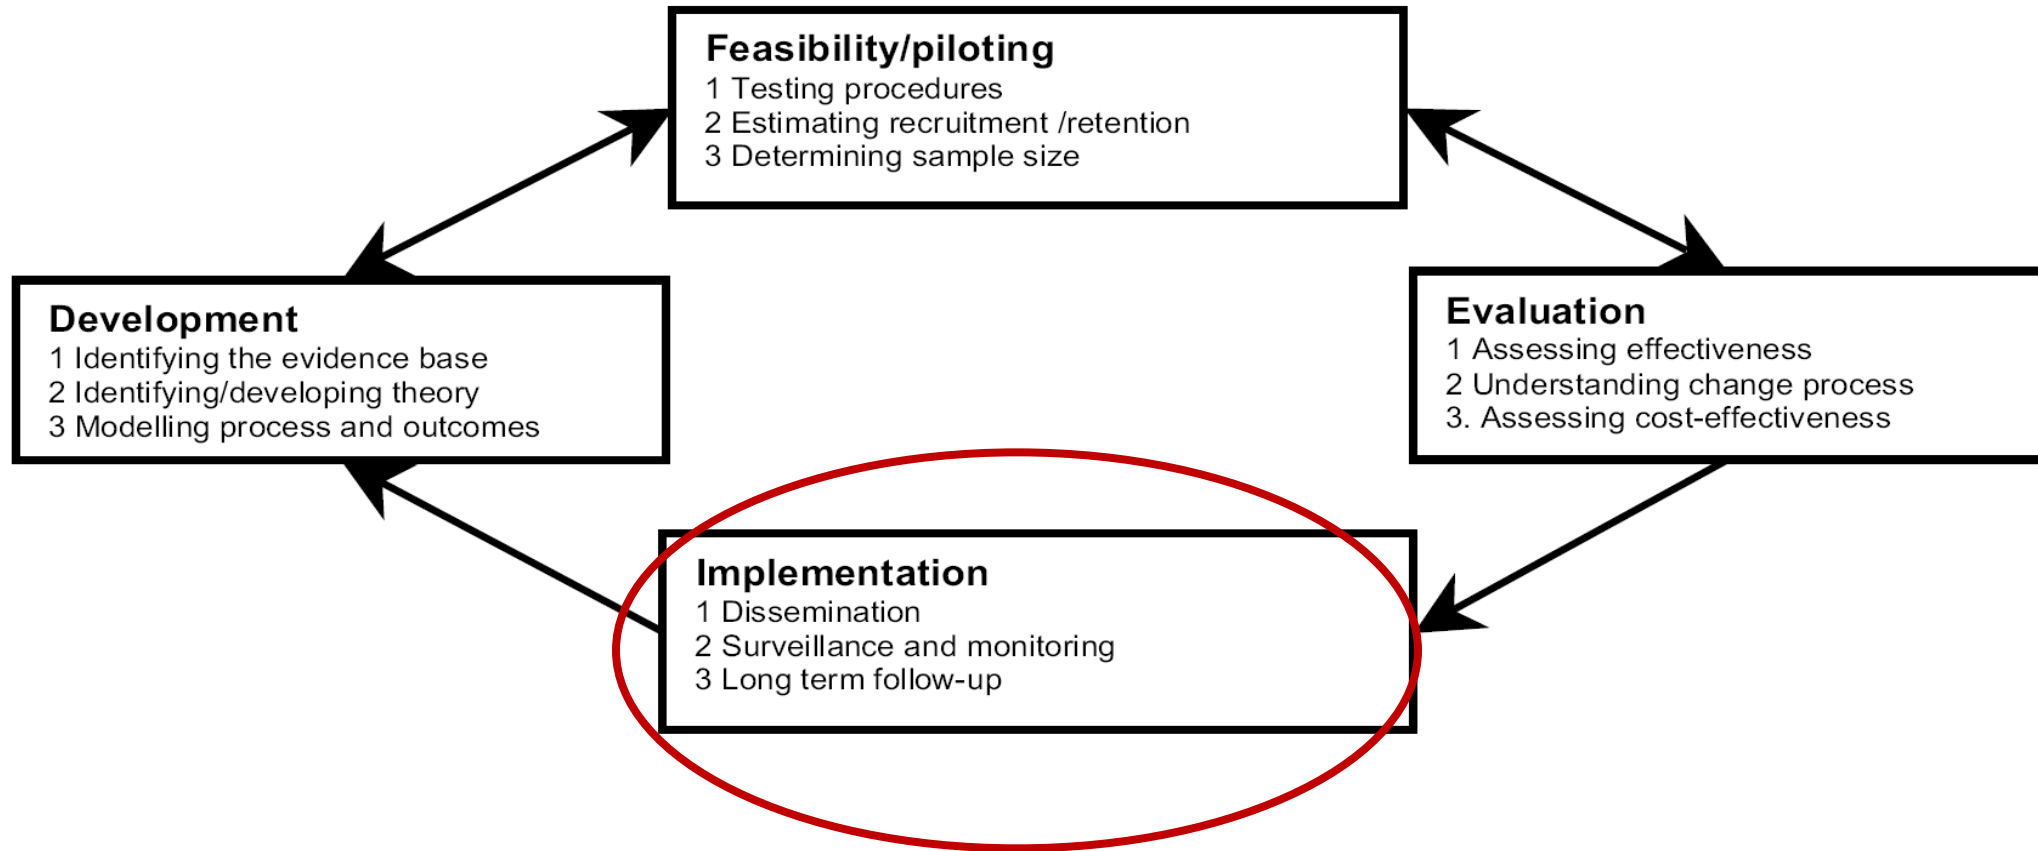 Feasibility/piloting
1 Testing procedures
2 Estimating recruitment /retention
3 Determining sample size
Development
1 Identifying the evidence base
2 Identifying/developing theory
3 Modelling process and outcomes
Evaluation
1 Assessing effectiveness
2 Understanding change process
3. Assessing cost-effectiveness
Implementation
1 Dissemination
2 Surveillance and monitoring
3 Long term follow-up